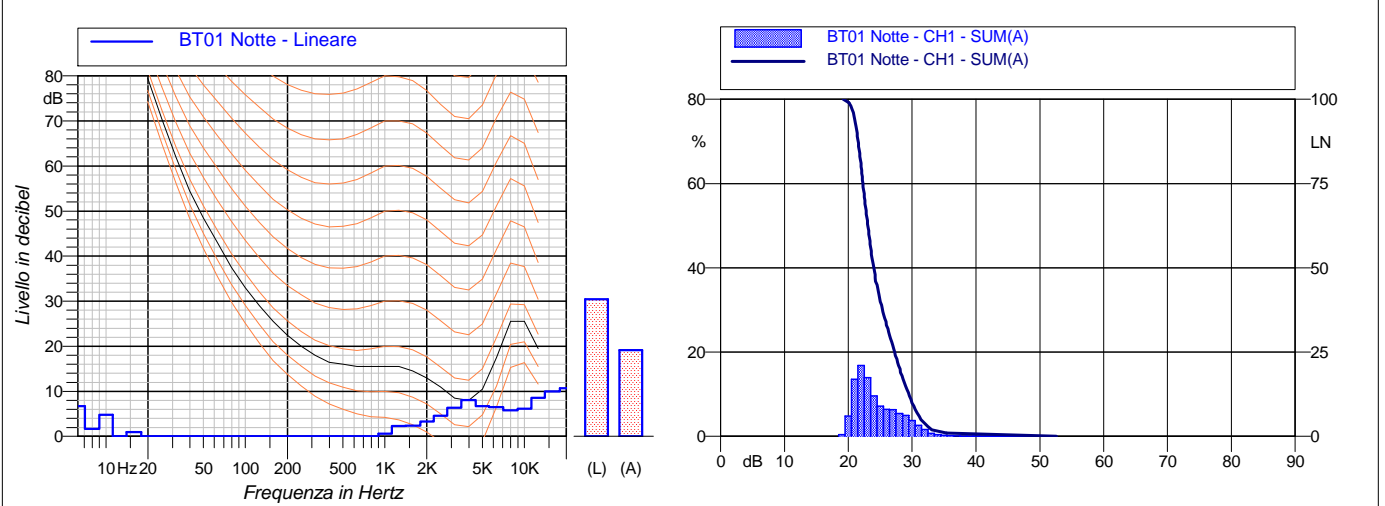 BT01 Notte - Lineare
80
dB
70
60
50
40
30
20
10
0
Livello in decibel
10 Hz 20 50 100 200 500 1K 2K 5K 10K
Frequenza in Hertz
(L) (A)
BT01 Notte - CH1 - SUM(A)
BT01 Notte - CH1 - SUM(A)
80
%
60
40
20
0
100
LN
75
50
25
0
0 dB 10 20 30 40 50 60 70 80 90